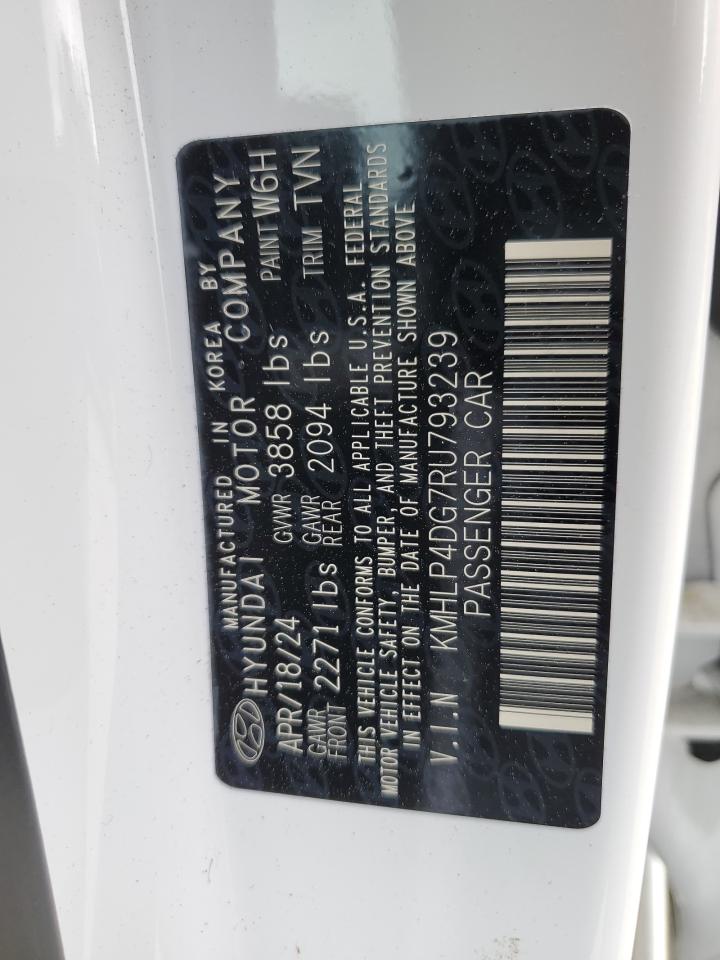 MANUFACTURED IN KOREA BY
HYUNDAI MOTOR COMPANY
APR/18/24 GVWR 3858 lbs PAINT W6H
GAWR FRONT 2271 lbs GAWR REAR 2094 lbs TRIM TVN
THIS VEHICLE CONFORMS TO ALL APPLICABLE U.S.A. FEDERAL
MOTOR VEHICLE SAFETY, BUMPER, AND THEFT PREVENTION STANDARDS
IN EFFECT ON THE DATE OF MANUFACTURE SHOWN ABOVE.
V.I.N KMHLP4DG7RU793239
PASSENGER CAR